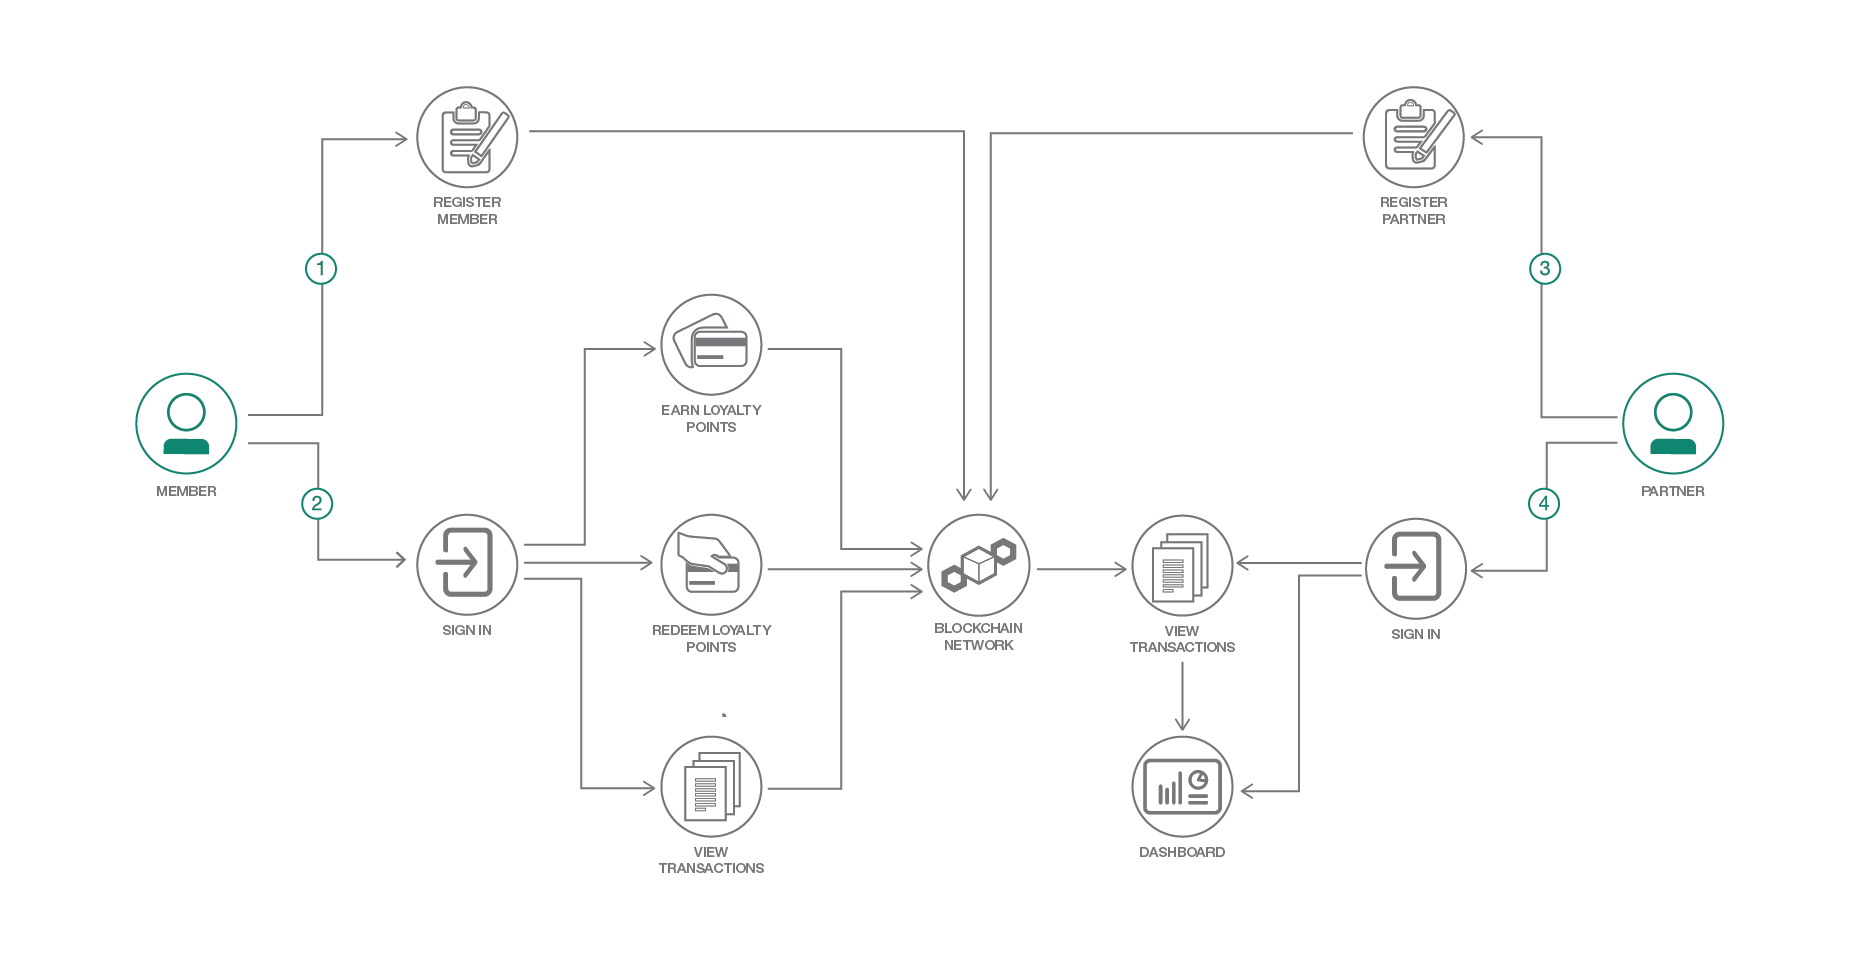 REGISTER
MEMBER
REGISTER
PARTNER
1
3
EARN LOYALTY
POINTS
MEMBER
PARTNER
2
4
SIGN IN
REDEEM LOYALTY
POINTS
BLOCKCHAIN
NETWORK
VIEW
TRANSACTIONS
SIGN IN
VIEW
TRANSACTIONS
DASHBOARD